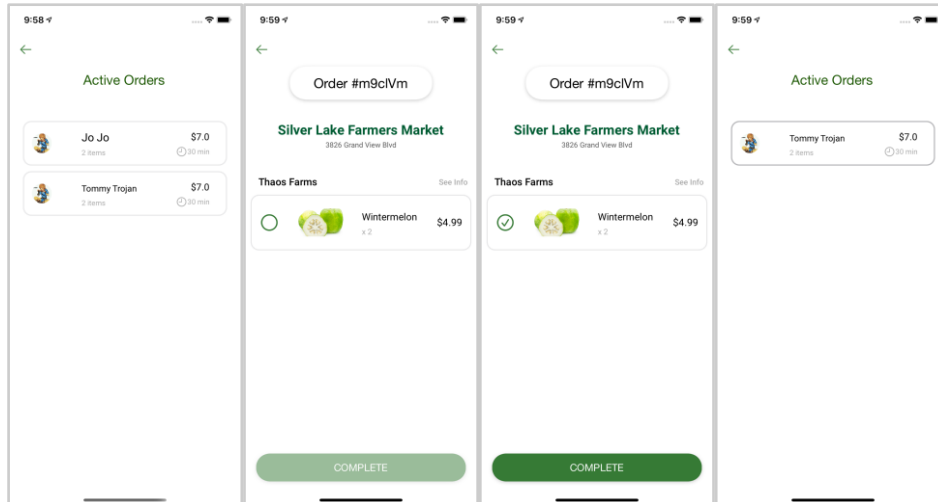 9:58
Active Orders
Jo Jo $7.0
2 items 30 min
Tommy Trojan $7.0
2 items 30 min
9:59
Order #m9clVm
Silver Lake Farmers Market
3826 Grand View Blvd
Thaos Farms See Info
Wintermelon $4.99
x 2
COMPLETE
9:59
Order #m9clVm
Silver Lake Farmers Market
3826 Grand View Blvd
Thaos Farms See Info
Wintermelon $4.99
x 2
COMPLETE
9:59
Active Orders
Tommy Trojan $7.0
2 items 30 min